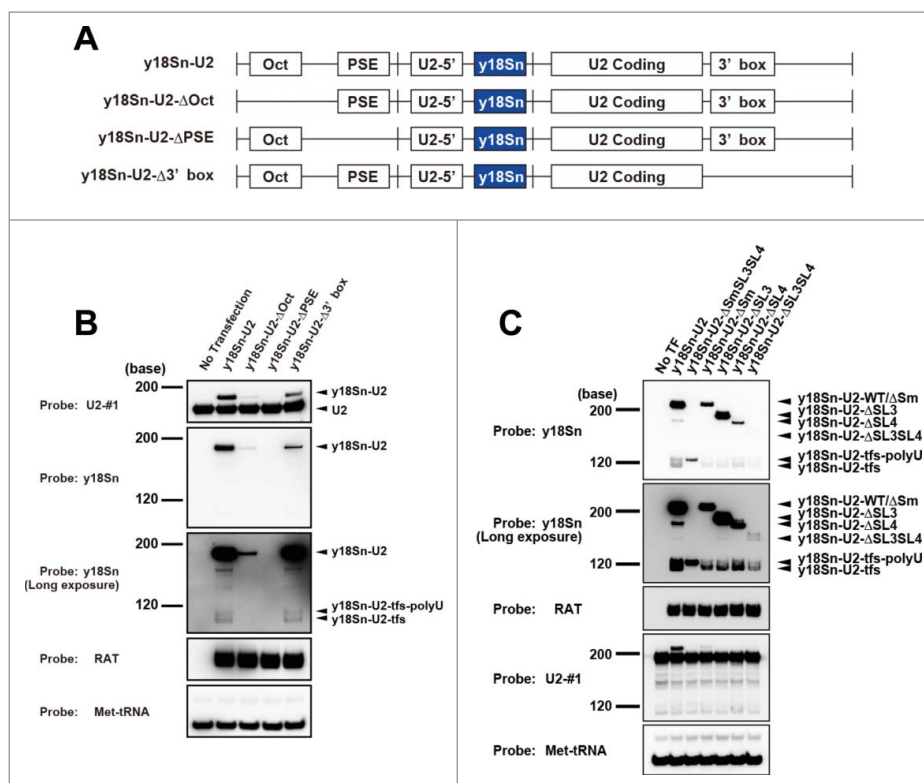 A
y18Sn-U2
Oct PSE U2-5' y18Sn U2 Coding 3' box
y18Sn-U2-ΔOct
PSE U2-5' y18Sn U2 Coding 3' box
y18Sn-U2-ΔPSE
Oct U2-5' y18Sn U2 Coding 3' box
y18Sn-U2-Δ3' box
Oct PSE U2-5' y18Sn U2 Coding
B
No Transfection
y18Sn-U2
y18Sn-U2-ΔOct
y18Sn-U2-ΔPSE
y18Sn-U2-Δ3' box
(base)
200
Probe: U2-#1
y18Sn-U2
U2
200
Probe: y18Sn
y18Sn-U2
120
200
Probe: y18Sn
(Long exposure)
y18Sn-U2
120
y18Sn-U2-tfs-polyU
y18Sn-U2-tfs
Probe: RAT
Probe: Met-tRNA
C
No TF
y18Sn-U2
y18Sn-U2-ΔSmSL3SL4
y18Sn-U2-ΔSm
y18Sn-U2-ΔSL3
y18Sn-U2-ΔSL4
y18Sn-U2-ΔSL3SL4
(base)
200
Probe: y18Sn
120
y18Sn-U2-WT/ΔSm
y18Sn-U2-ΔSL3
y18Sn-U2-ΔSL4
y18Sn-U2-ΔSL3SL4
y18Sn-U2-tfs-polyU
y18Sn-U2-tfs
200
Probe: y18Sn
(Long exposure)
120
y18Sn-U2-WT/ΔSm
y18Sn-U2-ΔSL3
y18Sn-U2-ΔSL4
y18Sn-U2-ΔSL3SL4
y18Sn-U2-tfs-polyU
y18Sn-U2-tfs
Probe: RAT
200
Probe: U2-#1
120
Probe: Met-tRNA